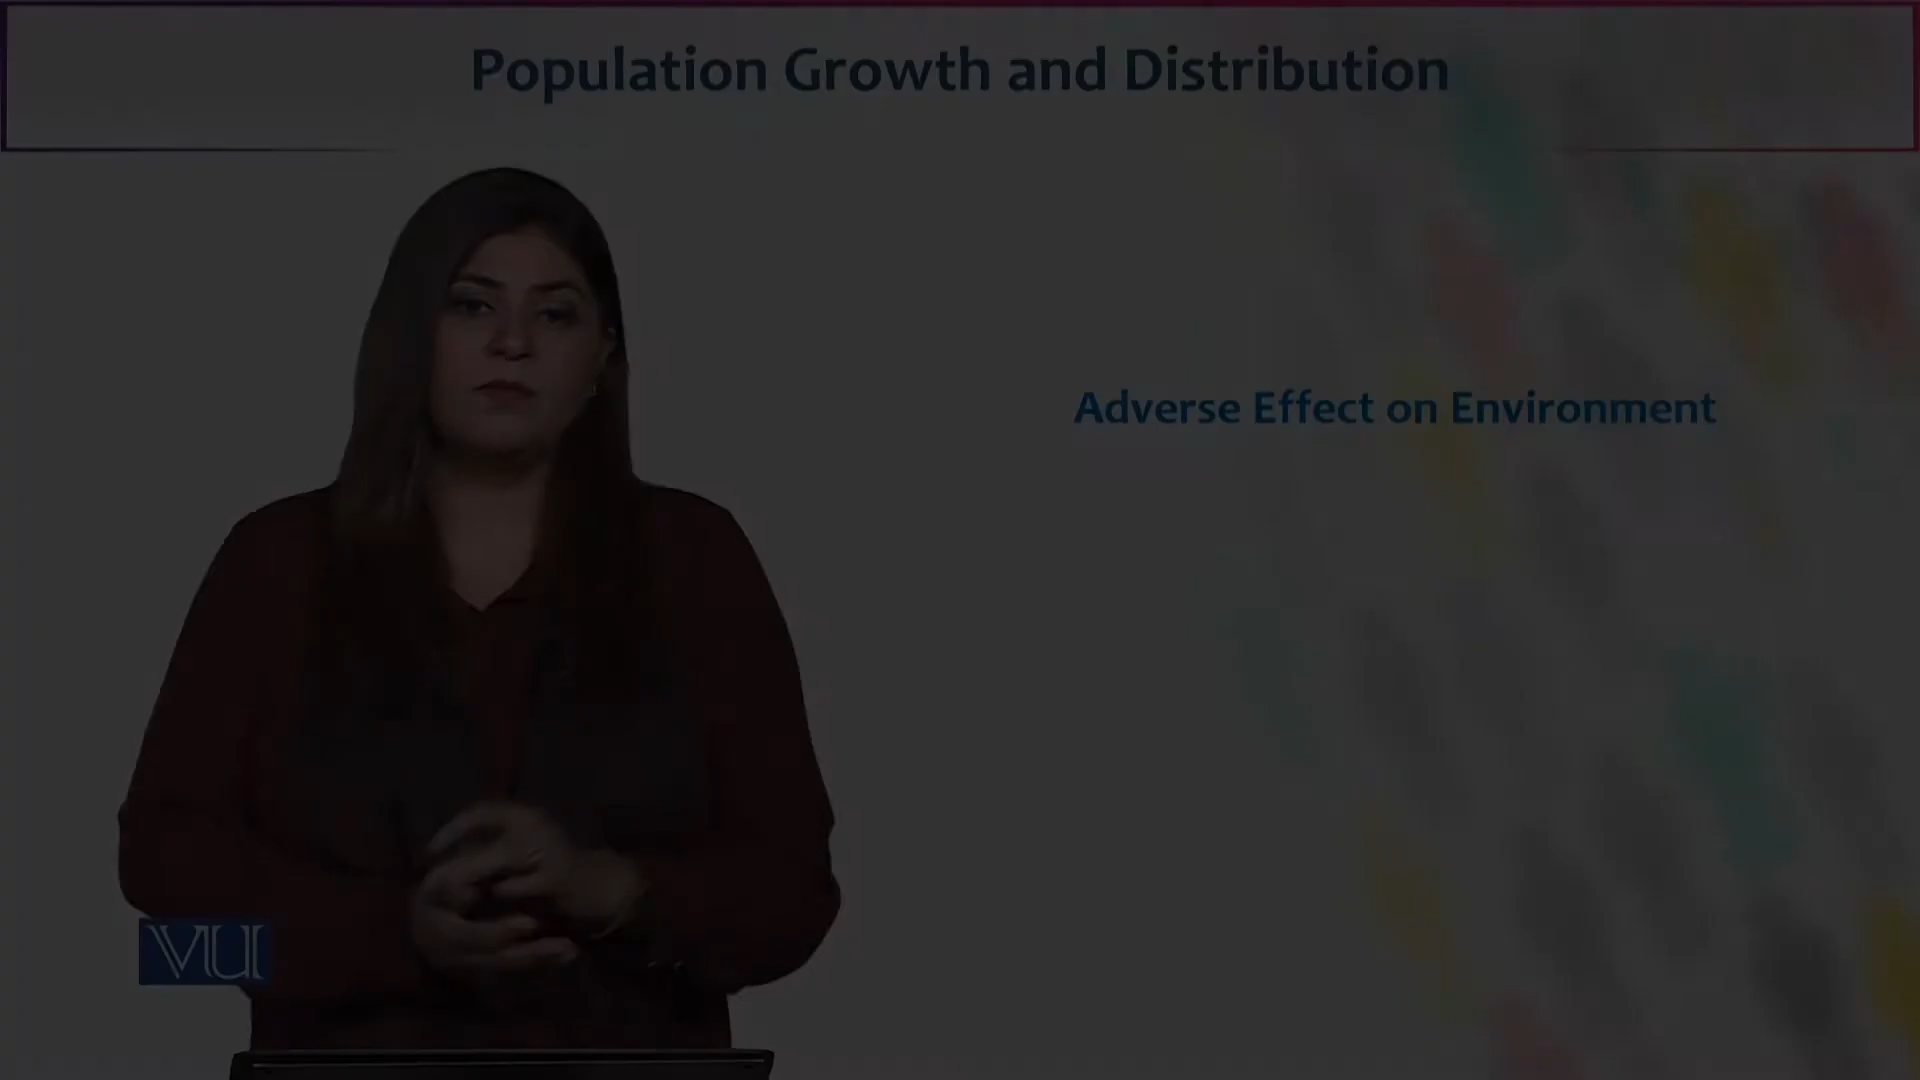 Population Growth and Distribution
Adverse Effect on Environment
VU